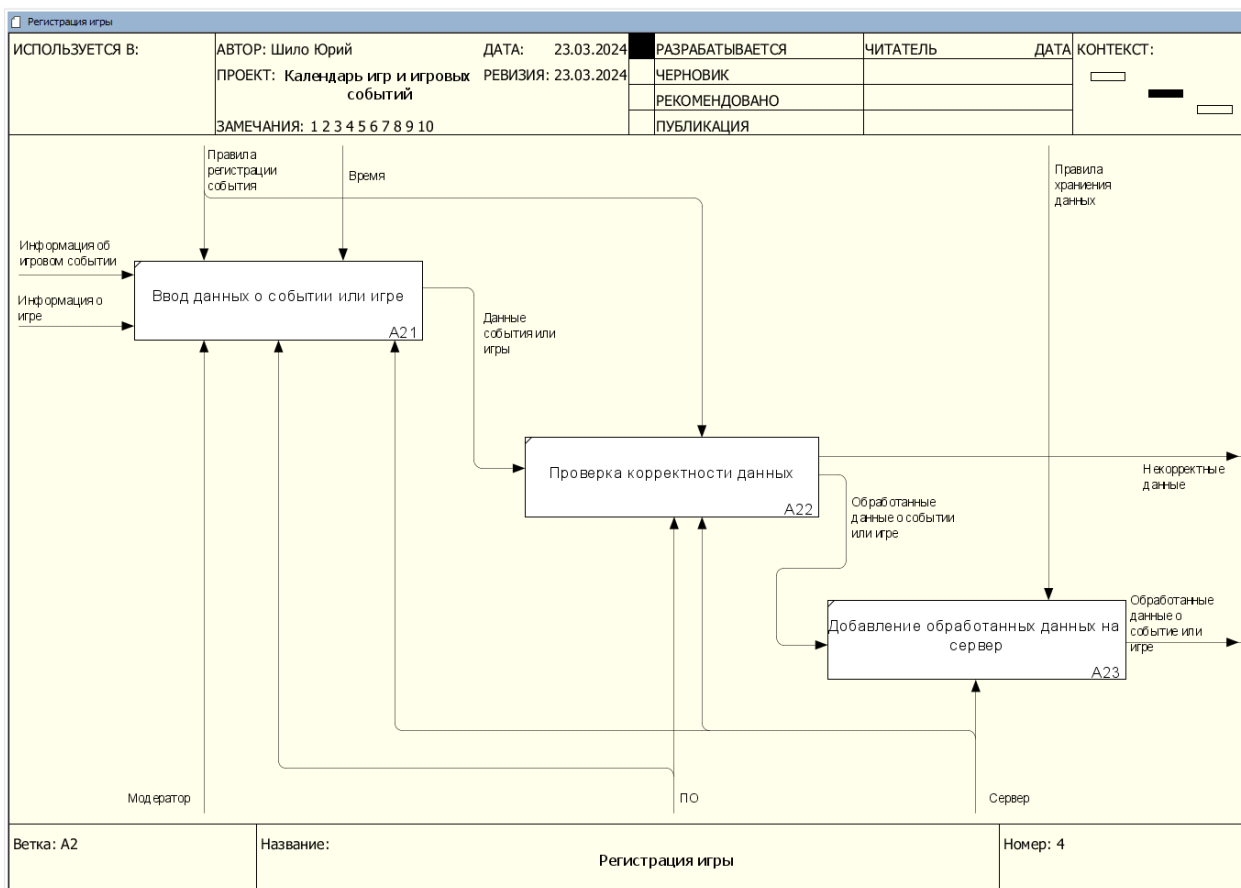 Регистрация игры
ИСПОЛЬЗУЕТСЯ В:
АВТОР: Шило Юрий
ДАТА: 23.03.2024
РАЗРАБАТЫВАЕТСЯ
ЧИТАТЕЛЬ
ДАТА
КОНТЕКСТ:
ПРОЕКТ: Календарь игр и игровых
событий
РЕВИЗИЯ: 23.03.2024
ЧЕРНОВИК
РЕКОМЕНДОВАНО
ЗАМЕЧАНИЯ: 1 2 3 4 5 6 7 8 9 10
ПУБЛИКАЦИЯ
Правила
регистрации
события
Время
Правила
храниения
данных
Информация об
игровом событии
Информация о
игре
Ввод данных о событии или игре
A21
Данные
события или
игры
Проверка корректности данных
A22
Некорректные
данные
Обработанные
данные о событии
или игре
Добавление обработанных данных на
сервер
A23
Обработанные
данные о
событие или
игре
Модератор
ПО
Сервер
Ветка: A2
Название:
Регистрация игры
Номер: 4